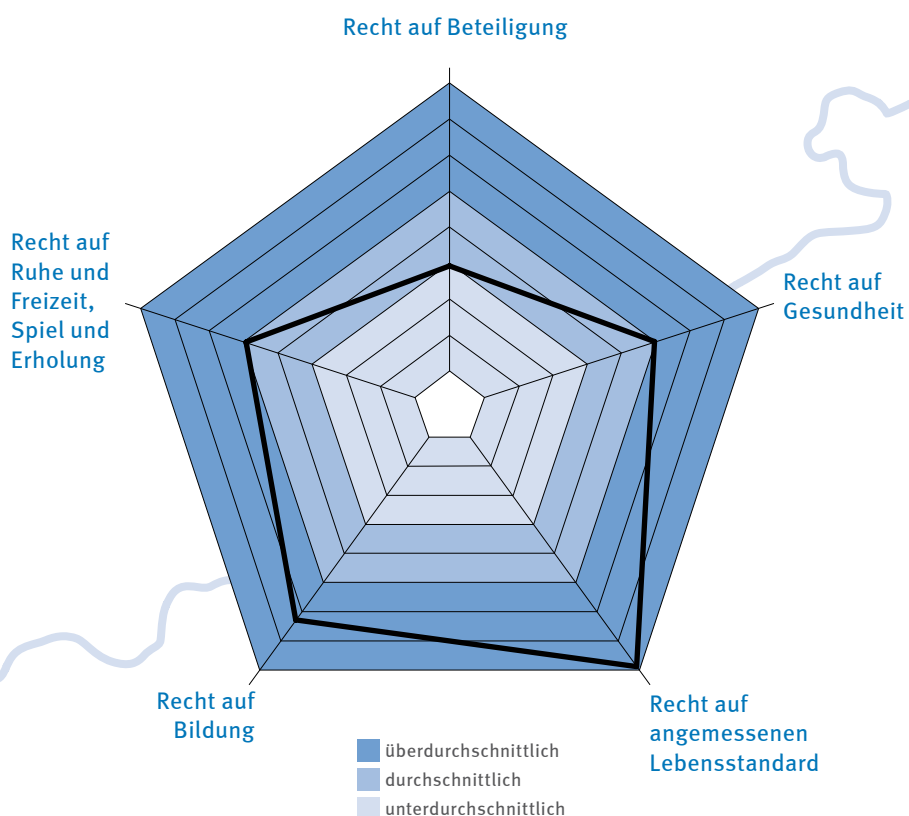 Recht auf Beteiligung
Recht auf
Ruhe und
Freizeit,
Spiel und
Erholung
Recht auf
Gesundheit
Recht auf
Bildung
Recht auf
angemessenen
Lebensstandard
überdurchschnittlich
durchschnittlich
unterdurchschnittlich